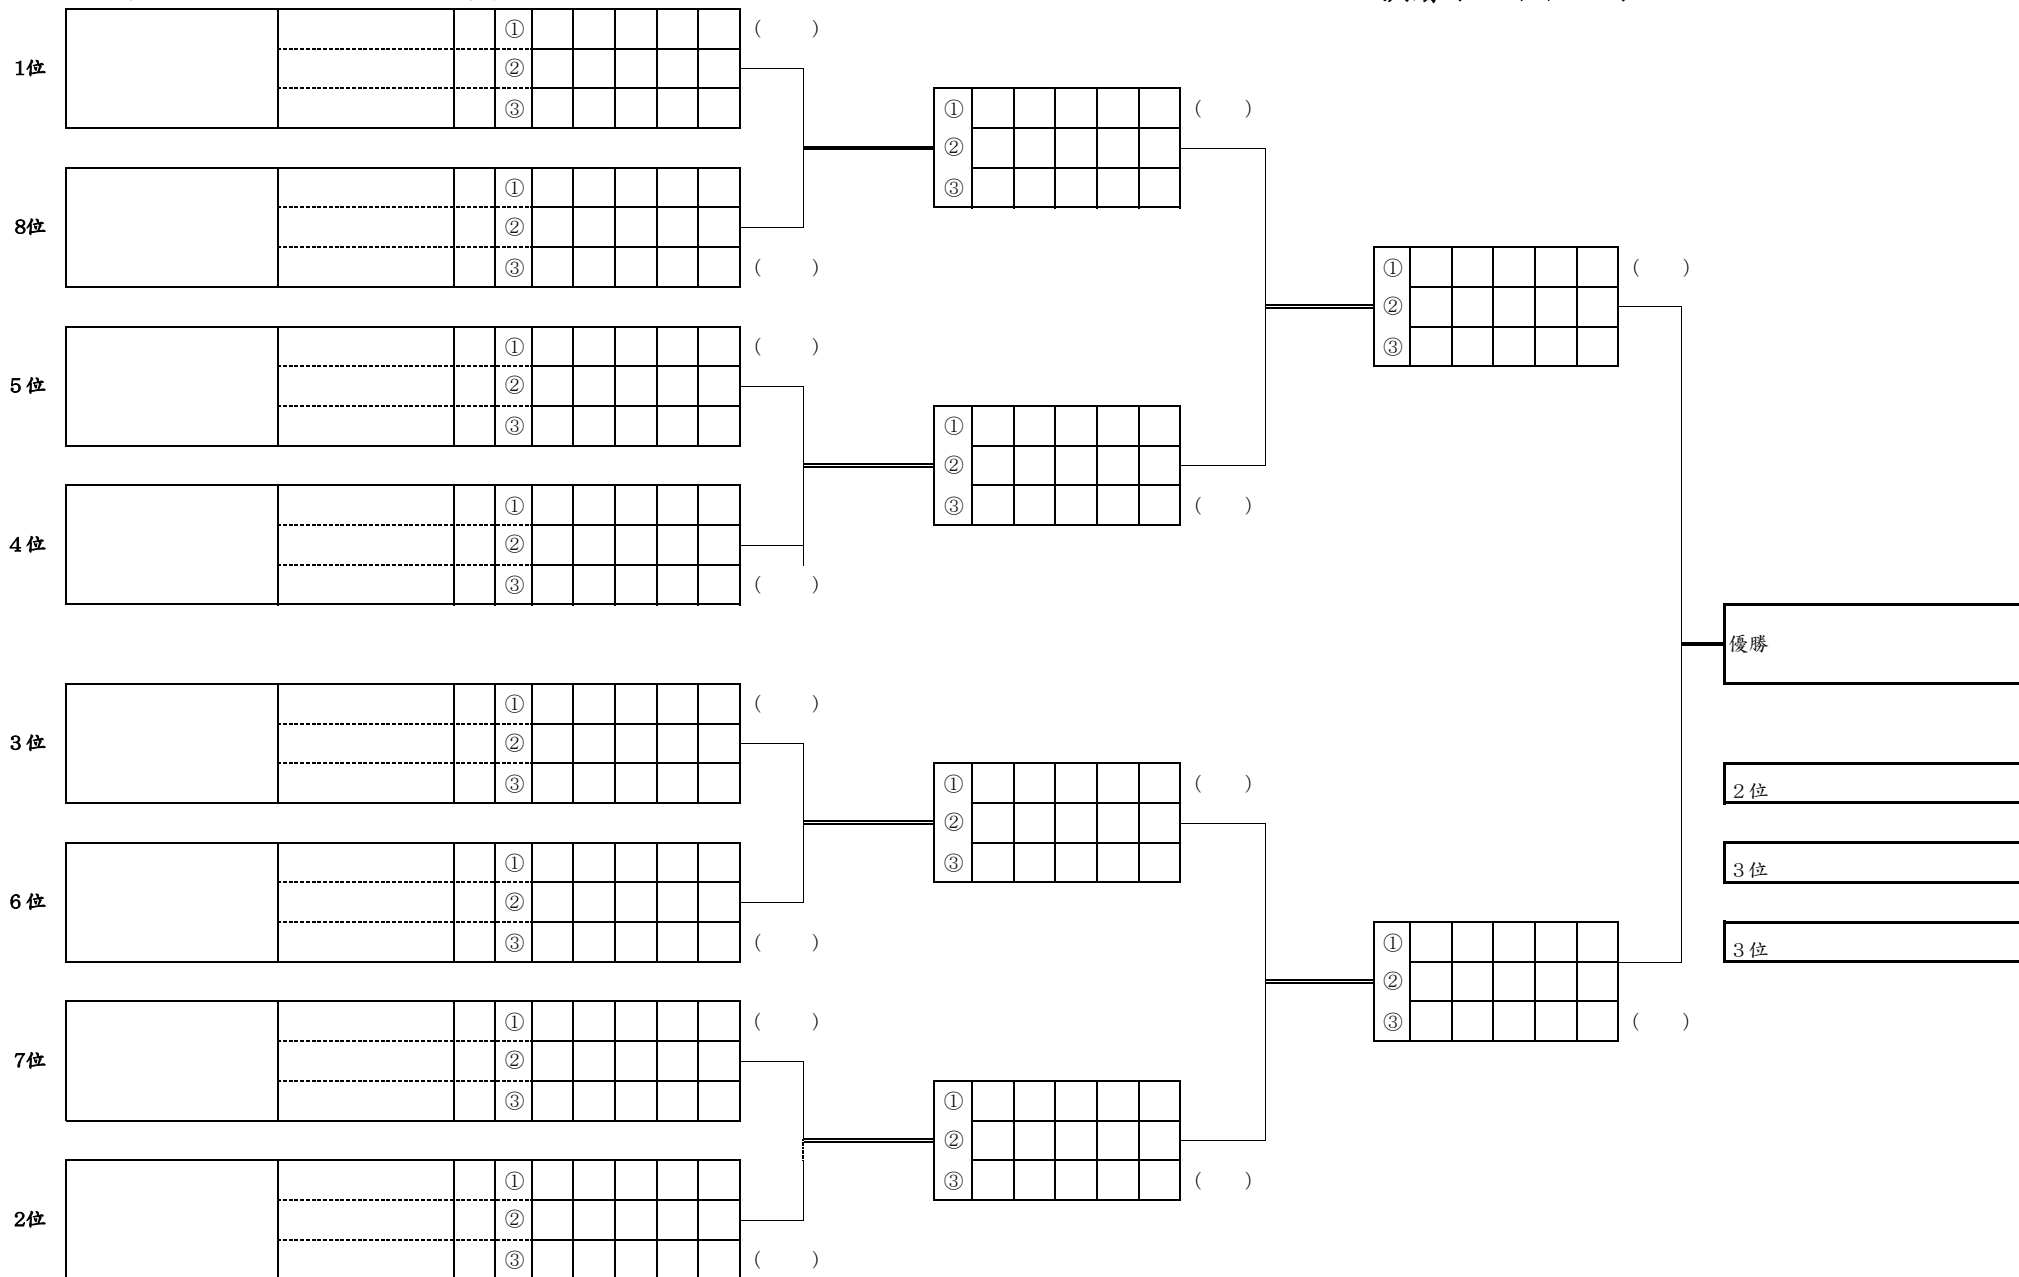 ① ( )
1位 ②
③
① ( )
②
③
①
8位 ②
③ ( )
① ( )
②
③
① ( )
5位 ②
③
①
②
③ ( )
①
4位 ②
③ ( )
優勝
① ( )
3位 ②
③
① ( )
②
③
2位
①
6位 ②
③ ( )
3位
① ( )
②
③ ( )
3位
① ( )
7位 ②
③
①
②
③ ( )
①
2位 ②
③ ( )